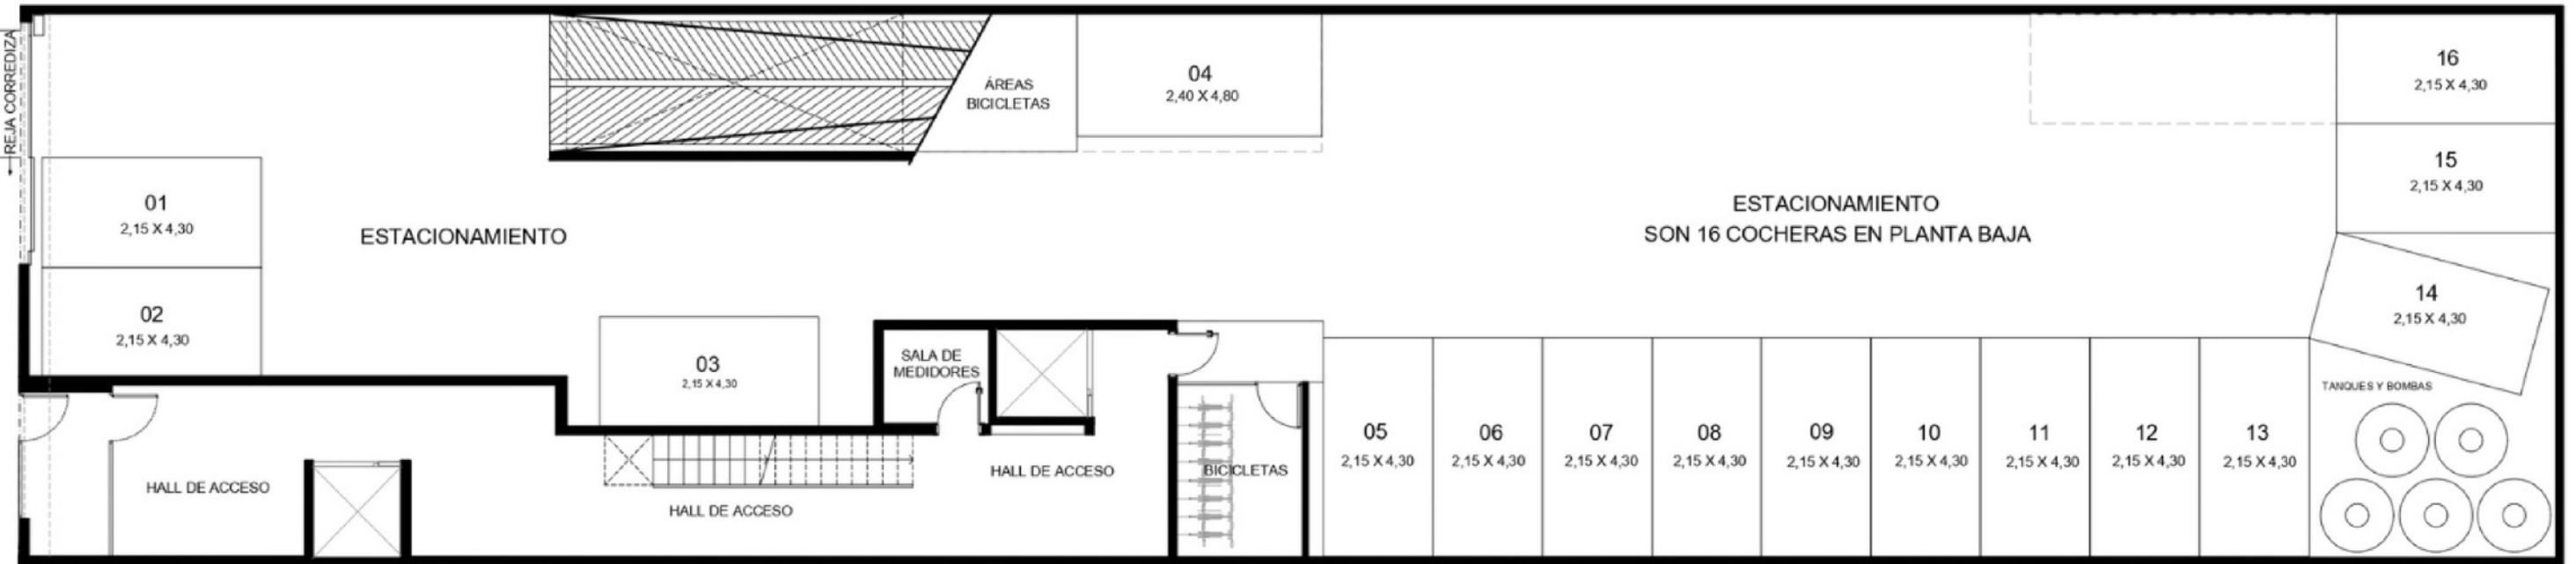 REJA CORREDIZA
01
2,15 X 4,30
02
2,15 X 4,30
ESTACIONAMIENTO
03
2,15 X 4,30
ÁREAS
BICICLETAS
04
2,40 X 4,80
SALA DE
MEDIDORES
HALL DE ACCESO
HALL DE ACCESO
HALL DE ACCESO
BICICLETAS
ESTACIONAMIENTO
SON 16 COCHERAS EN PLANTA BAJA
05
2,15 X 4,30
06
2,15 X 4,30
07
2,15 X 4,30
08
2,15 X 4,30
09
2,15 X 4,30
10
2,15 X 4,30
11
2,15 X 4,30
12
2,15 X 4,30
13
2,15 X 4,30
16
2,15 X 4,30
15
2,15 X 4,30
14
2,15 X 4,30
TANQUES Y BOMBAS